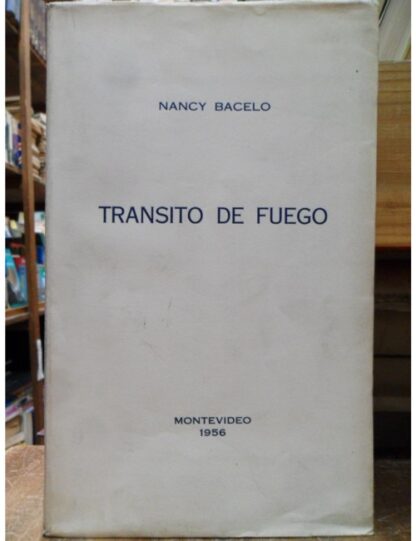 NANCY BACELO
TRANSITO DE FUEGO
MONTEVIDEO
1956